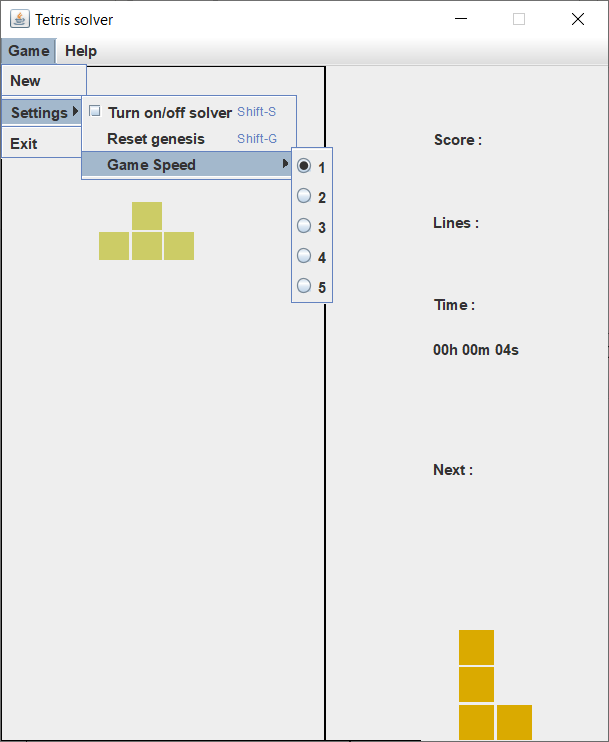 Tetris solver
Game Help
New
Settings
Exit
Turn on/off solver Shift-S
Reset genesis Shift-G
Game Speed
1
2
3
4
5
Score :
Lines :
Time :
00h 00m 04s
Next :